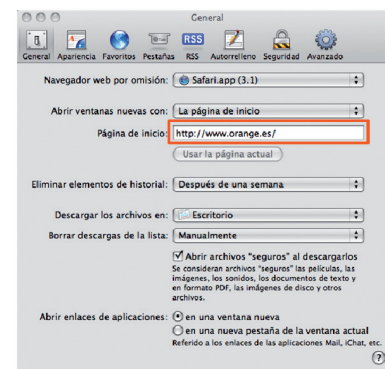 General
RSS
General Apariencia Favoritos Pestañas RSS Autorrelleno Seguridad Avanzado
Navegador web por omisión: Safari.app (3.1)
Abrir ventanas nuevas con: La página de inicio
Página de inicio: http://www.orange.es/
Usar la página actual
Eliminar elementos de historial: Después de una semana
Descargar los archivos en: Escritorio
Borrar descargas de la lista: Manualmente
Abrir archivos "seguros" al descargarlos
Se consideran archivos "seguros" las películas, las
imágenes, los sonidos, los documentos de texto y
en formato PDF, las imágenes de disco y otros
archivos.
Abrir enlaces de aplicaciones: en una ventana nueva
en una nueva pestaña de la ventana actual
Referido a los enlaces de las aplicaciones Mail, iChat, etc.
?